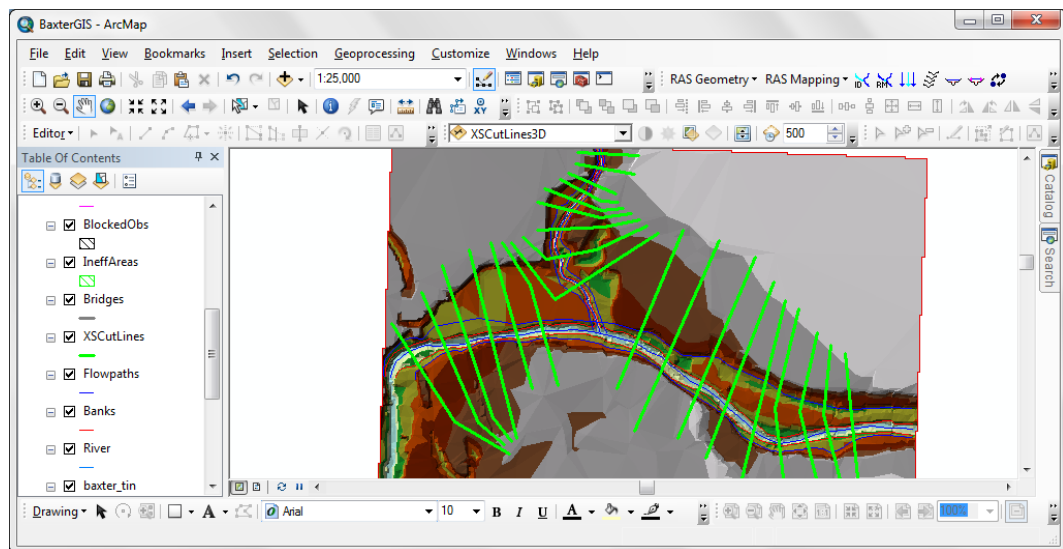 BaxterGIS - ArcMap
File Edit View Bookmarks Insert Selection Geoprocessing Customize Windows Help
1:25,000 RAS Geometry RAS Mapping ID RAK
Editor XSCutLines3D 500
Table Of Contents
BlockedObs
IneffAreas
Bridges
XSCutLines
Flowpaths
Banks
River
baxter_tin
Catalog
Search
Drawing A Arial 10 B I U A 100%